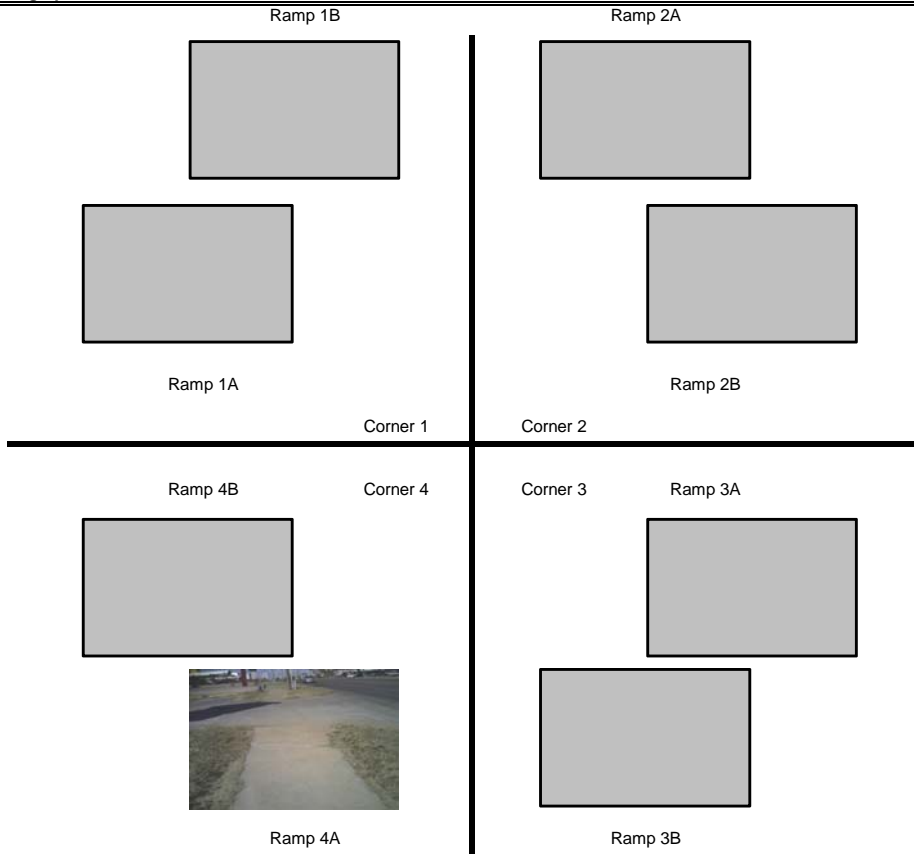 Ramp 1B
Ramp 2A
Ramp 1A
Ramp 2B
Corner 1
Corner 2
Ramp 4B
Corner 4
Corner 3
Ramp 3A
Ramp 4A
Ramp 3B